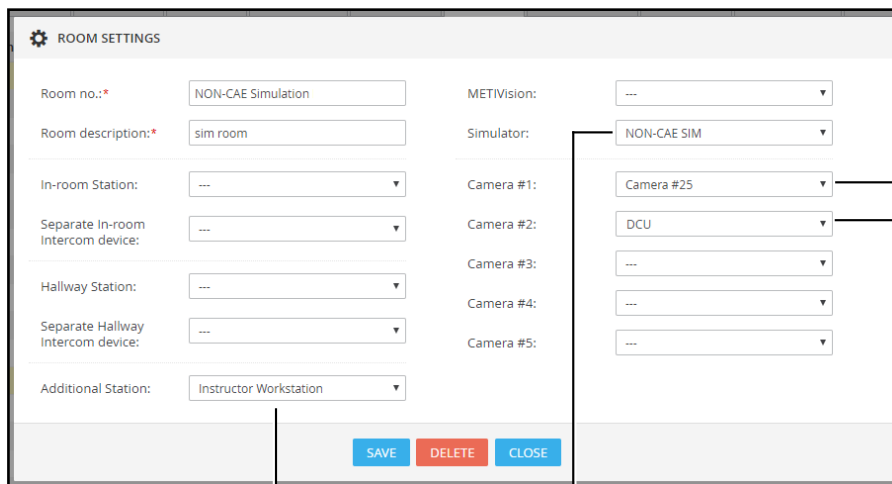 ROOM SETTINGS
Room no.:*
NON-CAE Simulation
Room description:*
sim room
In-room Station:
---
Separate In-room
Intercom device:
---
Hallway Station:
---
Separate Hallway
Intercom device:
---
Additional Station:
Instructor Workstation
METIVision:
---
Simulator:
NON-CAE SIM
Camera #1:
Camera #25
Camera #2:
DCU
Camera #3:
---
Camera #4:
---
Camera #5:
---
SAVE
DELETE
CLOSE